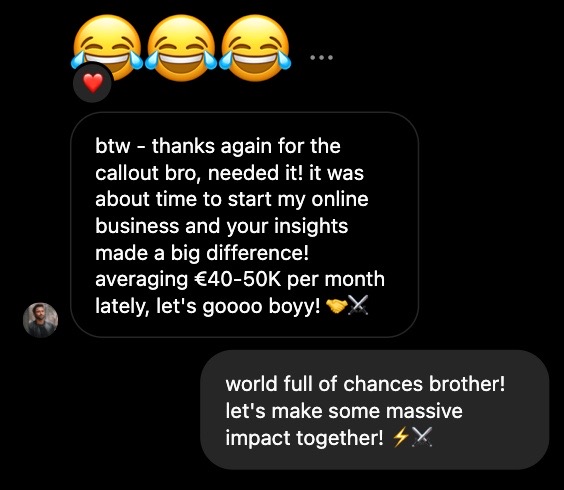 😂😂😂
btw - thanks again for the
callout bro, needed it! it was
about time to start my online
business and your insights
made a big difference!
averaging €40-50K per month
lately, let's goooo boyy! 🤝⚔️
world full of chances brother!
let's make some massive
impact together! ⚡⚔️